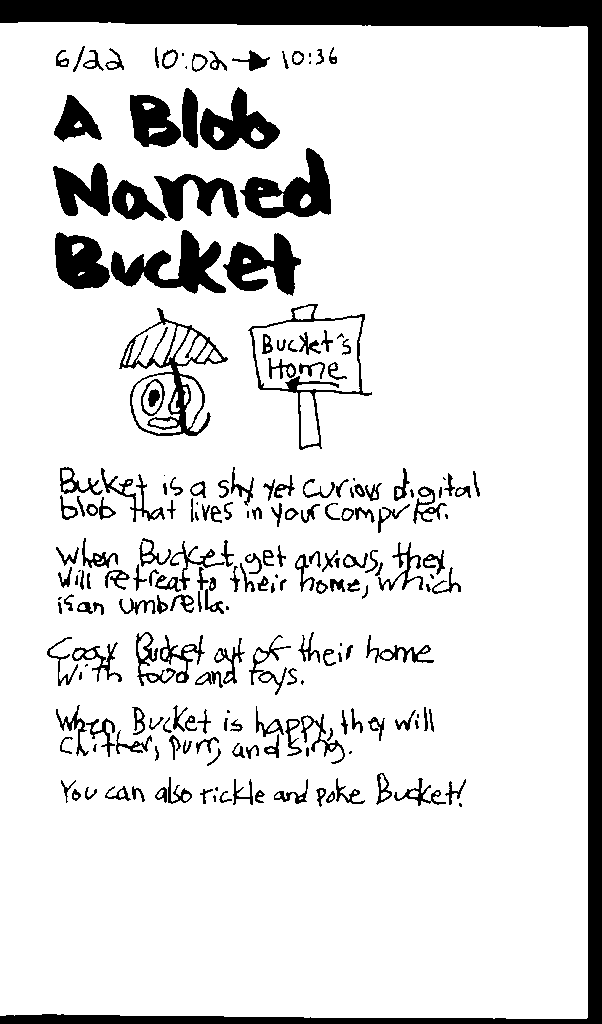 6/22 10:02→10:36
A Blob
Named
Bucket
Bucket's
Home
Bucket is a shy yet curious digital
blob that lives in your computer.
When Bucket get anxious, they
will retreat to their home, which
is an umbrella.
Coax Bucket out of their home
with food and toys.
When Bucket is happy, they will
chitter, purr, and sing.
You can also tickle and poke Bucket!